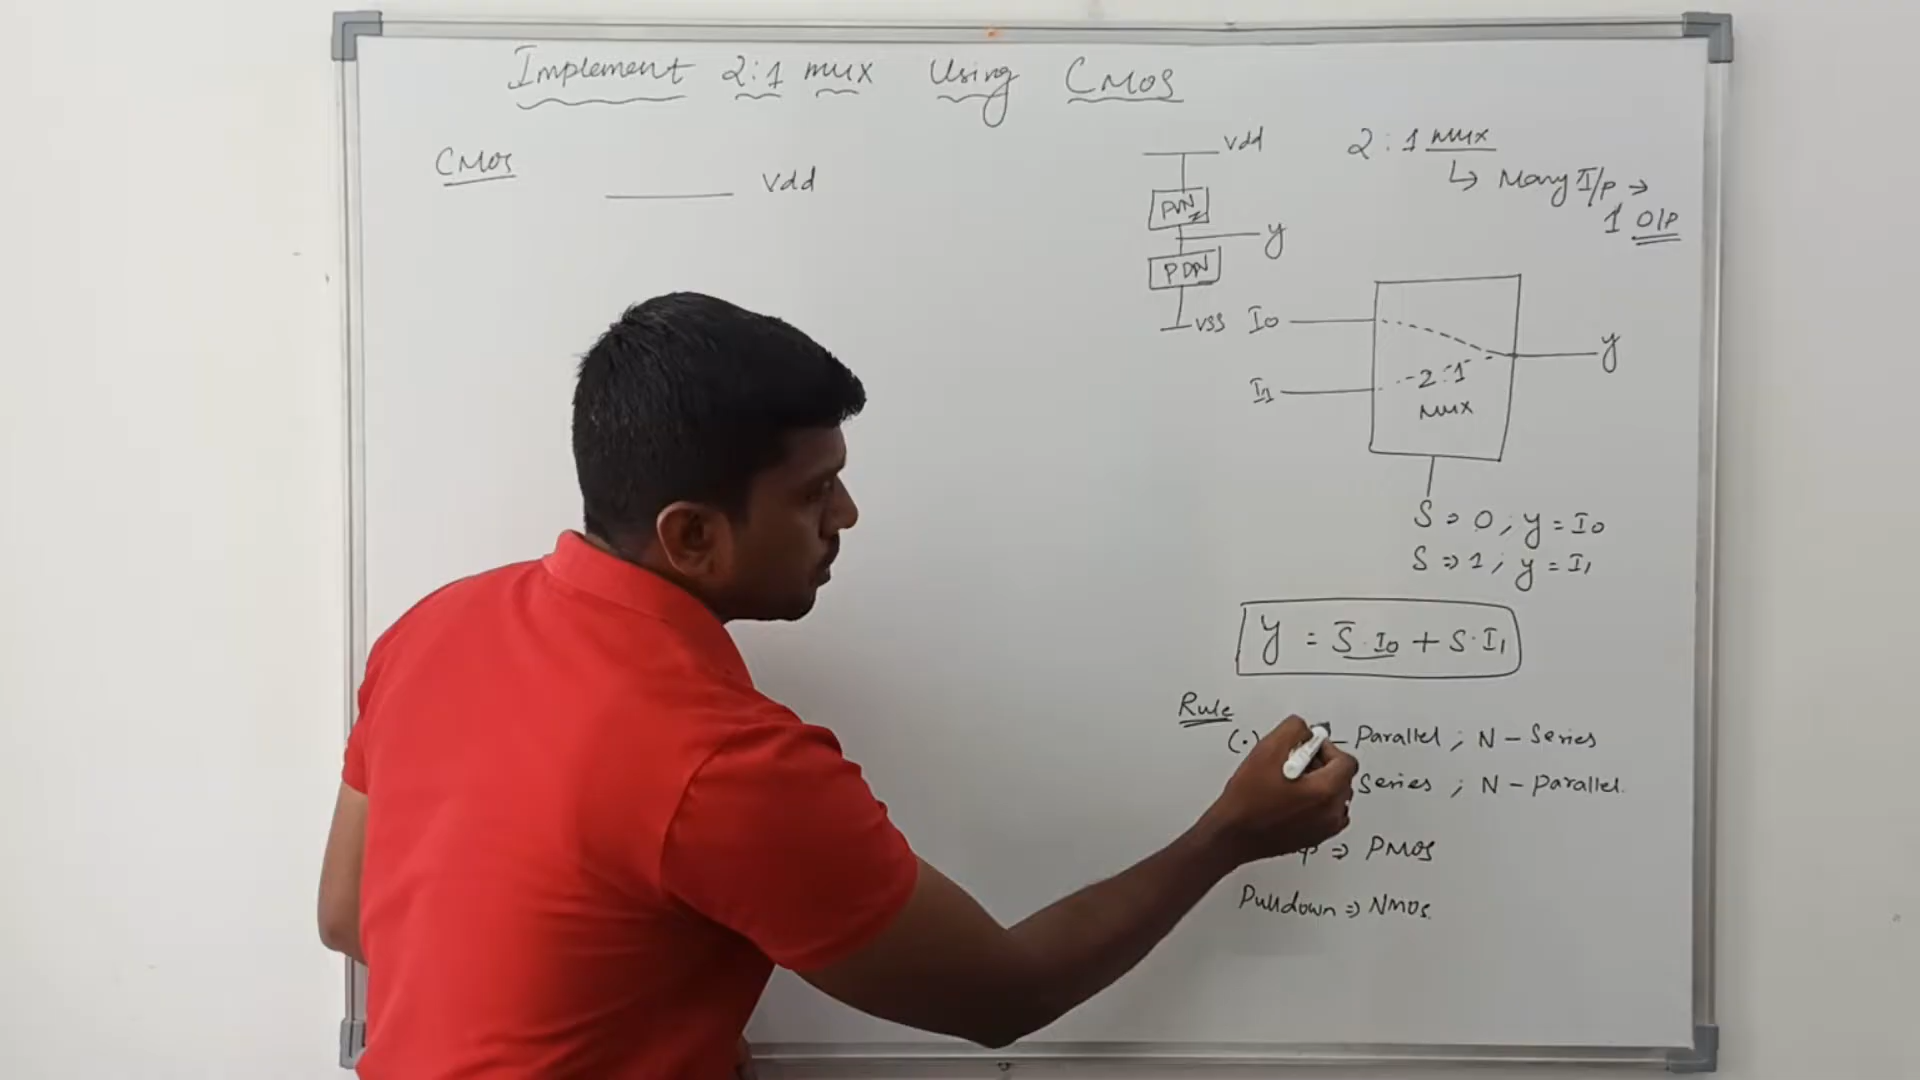 Implement 2:1 mux Using CMOS
CMOS
Vdd
Vdd
PUN
y
PDN
VSS
2:1 mux
↳ Many I/p →
1 O/P
I0
I1
2:1
mux
y
S => 0, y = I0
S => 1, y = I1
y = S̅·I0 + S·I1
Rule
(·) - Parallel ; N - Series
Series ; N - Parallel.
=> PMOS
Pulldown => NMOS.